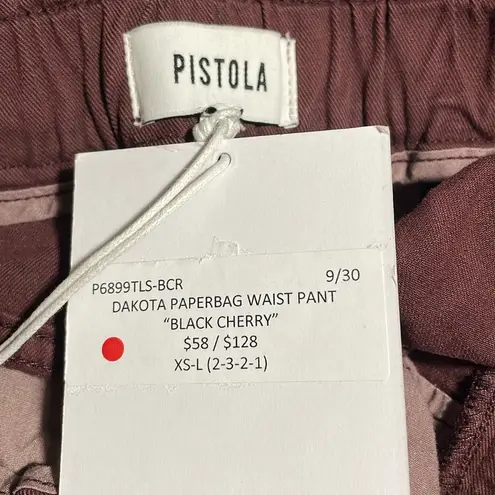 PISTOLA
P6899TLS-BCR 9/30
DAKOTA PAPERBAG WAIST PANT
“BLACK CHERRY”
$58 / $128
XS-L (2-3-2-1)